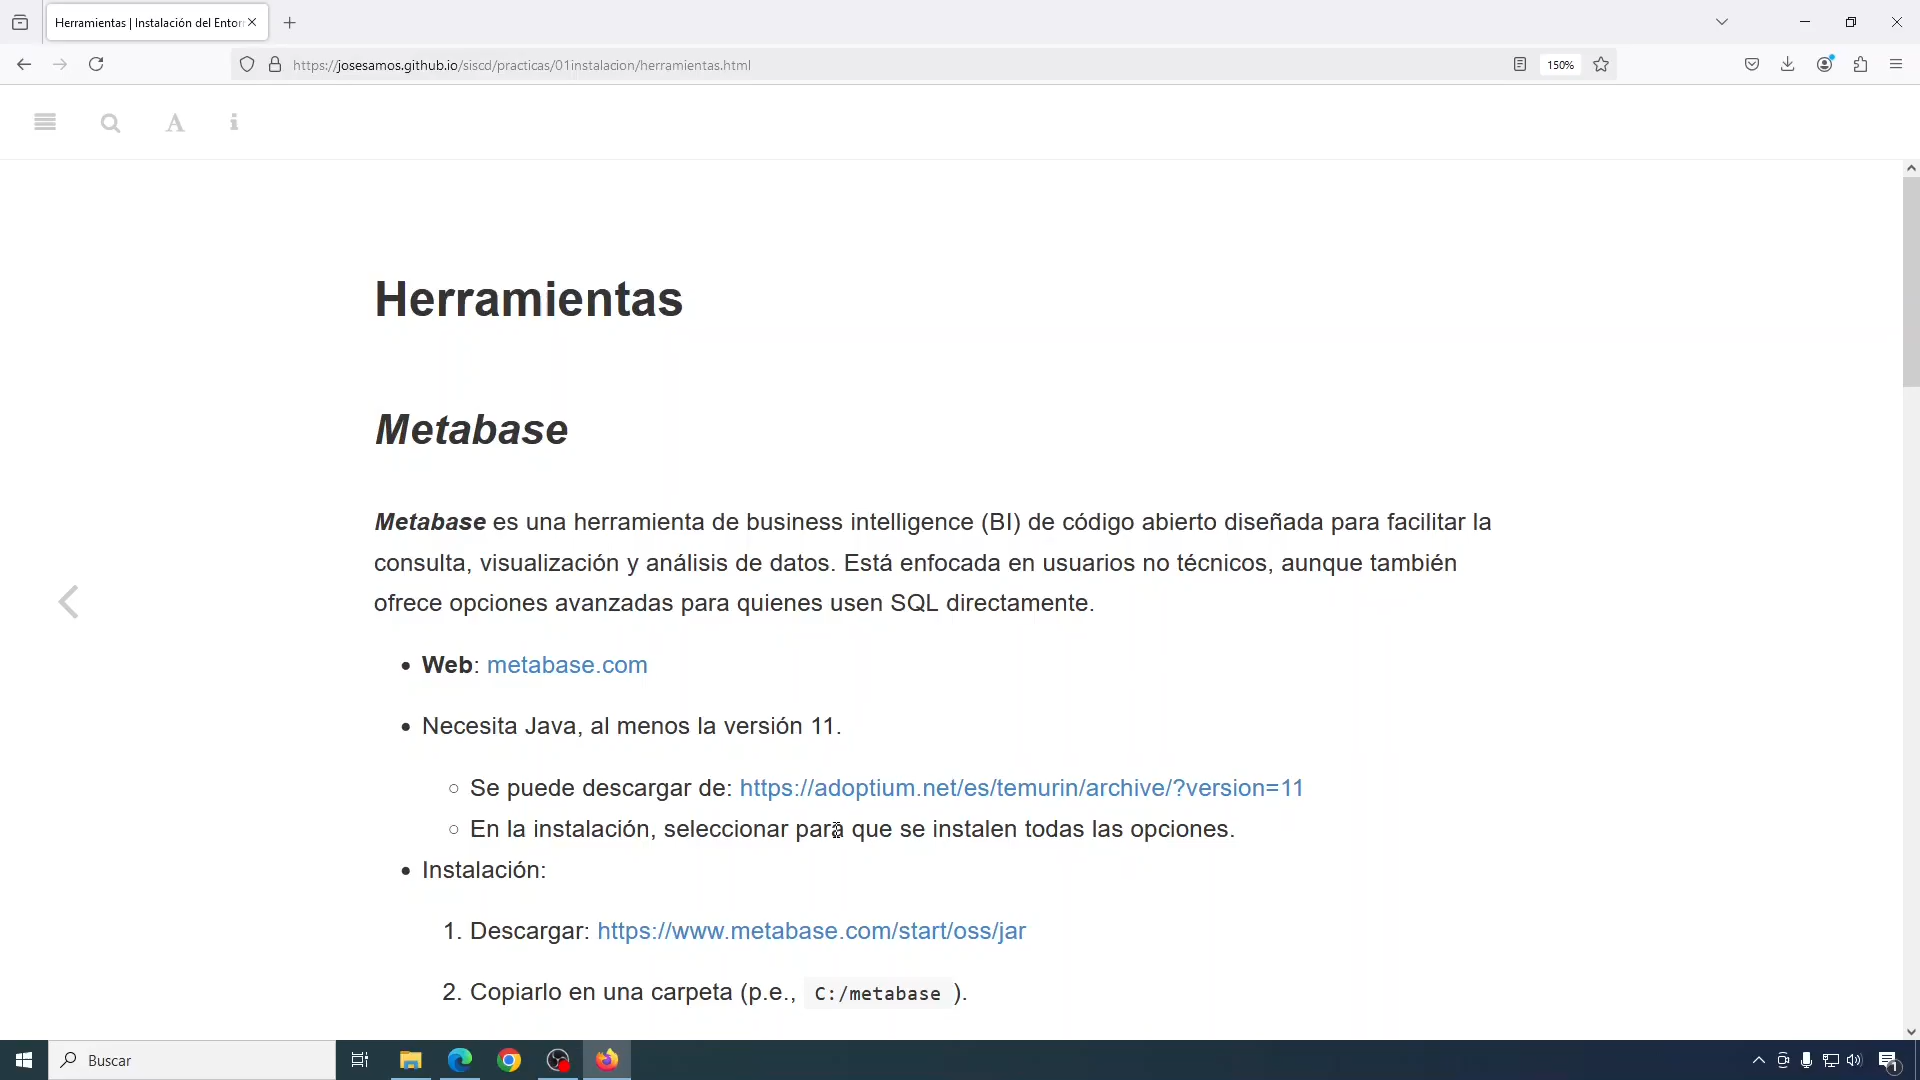 Herramientas | Instalación del Entor
https://josesamos.github.io/siscd/practicas/01instalacion/herramientas.html
150%
Herramientas
Metabase
Metabase es una herramienta de business intelligence (BI) de código abierto diseñada para facilitar la
consulta, visualización y análisis de datos. Está enfocada en usuarios no técnicos, aunque también
ofrece opciones avanzadas para quienes usen SQL directamente.
• Web: metabase.com
• Necesita Java, al menos la versión 11.
○ Se puede descargar de: https://adoptium.net/es/temurin/archive/?version=11
○ En la instalación, seleccionar para que se instalen todas las opciones.
• Instalación:
1. Descargar: https://www.metabase.com/start/oss/jar
2. Copiarlo en una carpeta (p.e., C:/metabase ).
Buscar
1